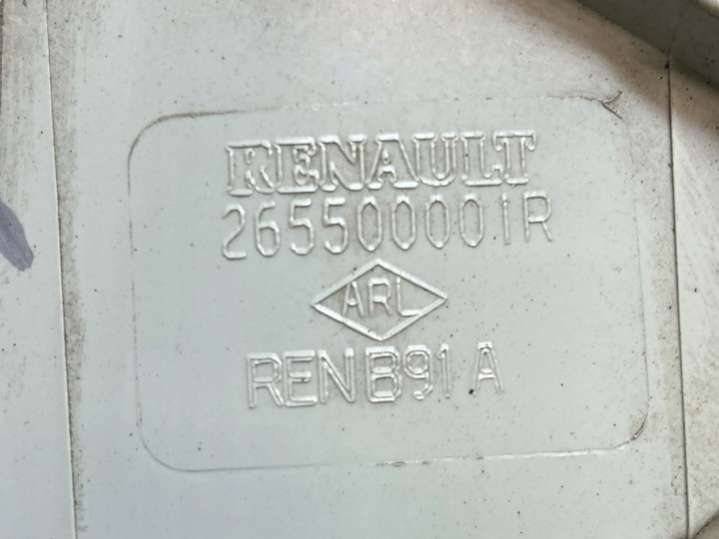 RENAULT
265500001R
ARL
REN B91 A